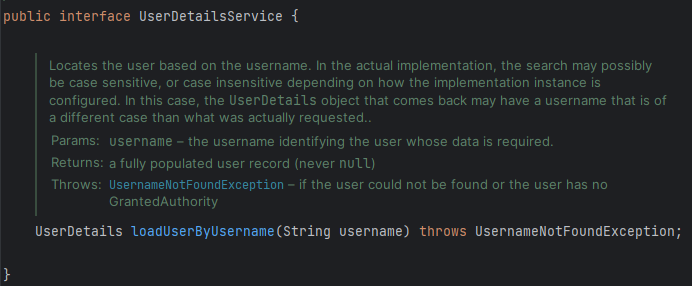 public interface UserDetailsService {
Locates the user based on the username. In the actual implementation, the search may possibly
be case sensitive, or case insensitive depending on how the implementation instance is
configured. In this case, the UserDetails object that comes back may have a username that is of
a different case than what was actually requested..
Params: username – the username identifying the user whose data is required.
Returns: a fully populated user record (never null)
Throws: UsernameNotFoundException – if the user could not be found or the user has no
GrantedAuthority
UserDetails loadUserByUsername(String username) throws UsernameNotFoundException;
}